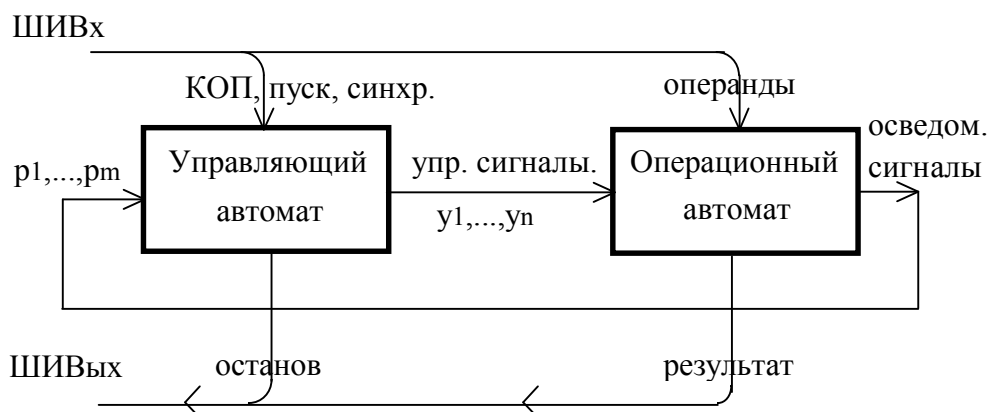 ШИВх
КОП, пуск, синхр.
операнды
осведом.
сигналы
p1,...,pm
Управляющий
автомат
упр. сигналы.
y1,...,yn
Операционный
автомат
ШИВых
останов
результат